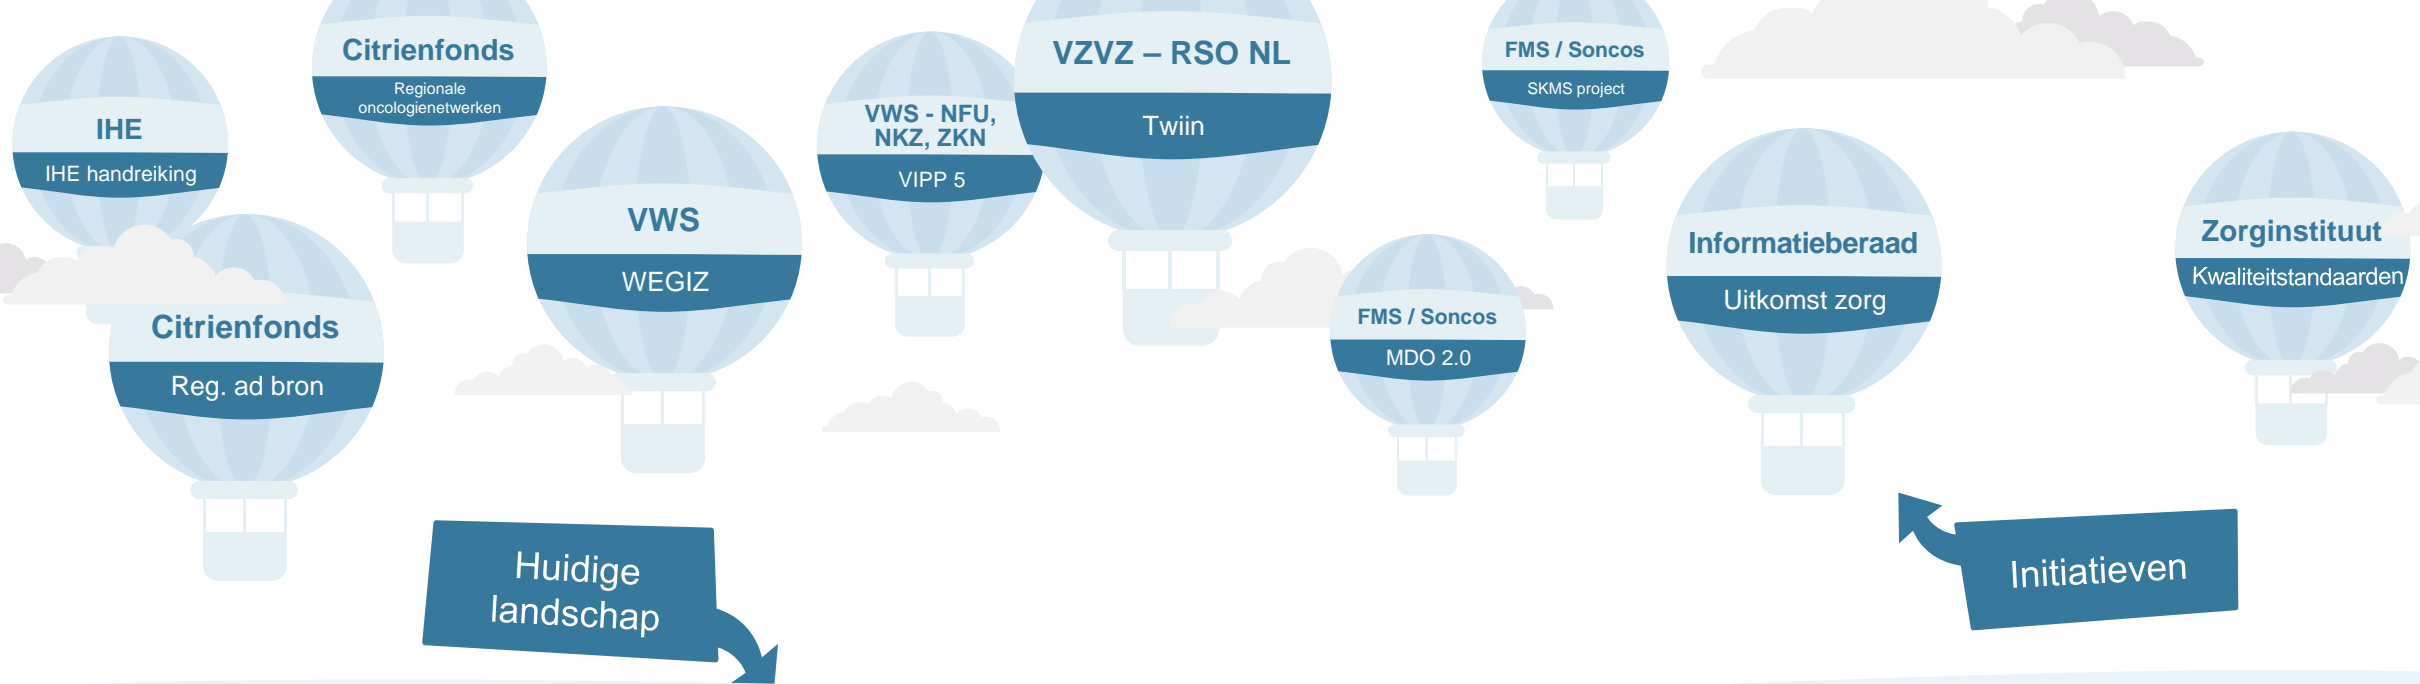 IHE
IHE handreiking
Citrienfonds
Regionale
oncologienetwerken
Citrienfonds
Reg. ad bron
VWS
WEGIZ
VWS - NFU,
NKZ, ZKN
VIPP 5
VZVZ – RSO NL
Twiin
FMS / Soncos
SKMS project
FMS / Soncos
MDO 2.0
Informatieberaad
Uitkomst zorg
Zorginstituut
Kwaliteitstandaarden
Huidige
landschap
Initiatieven